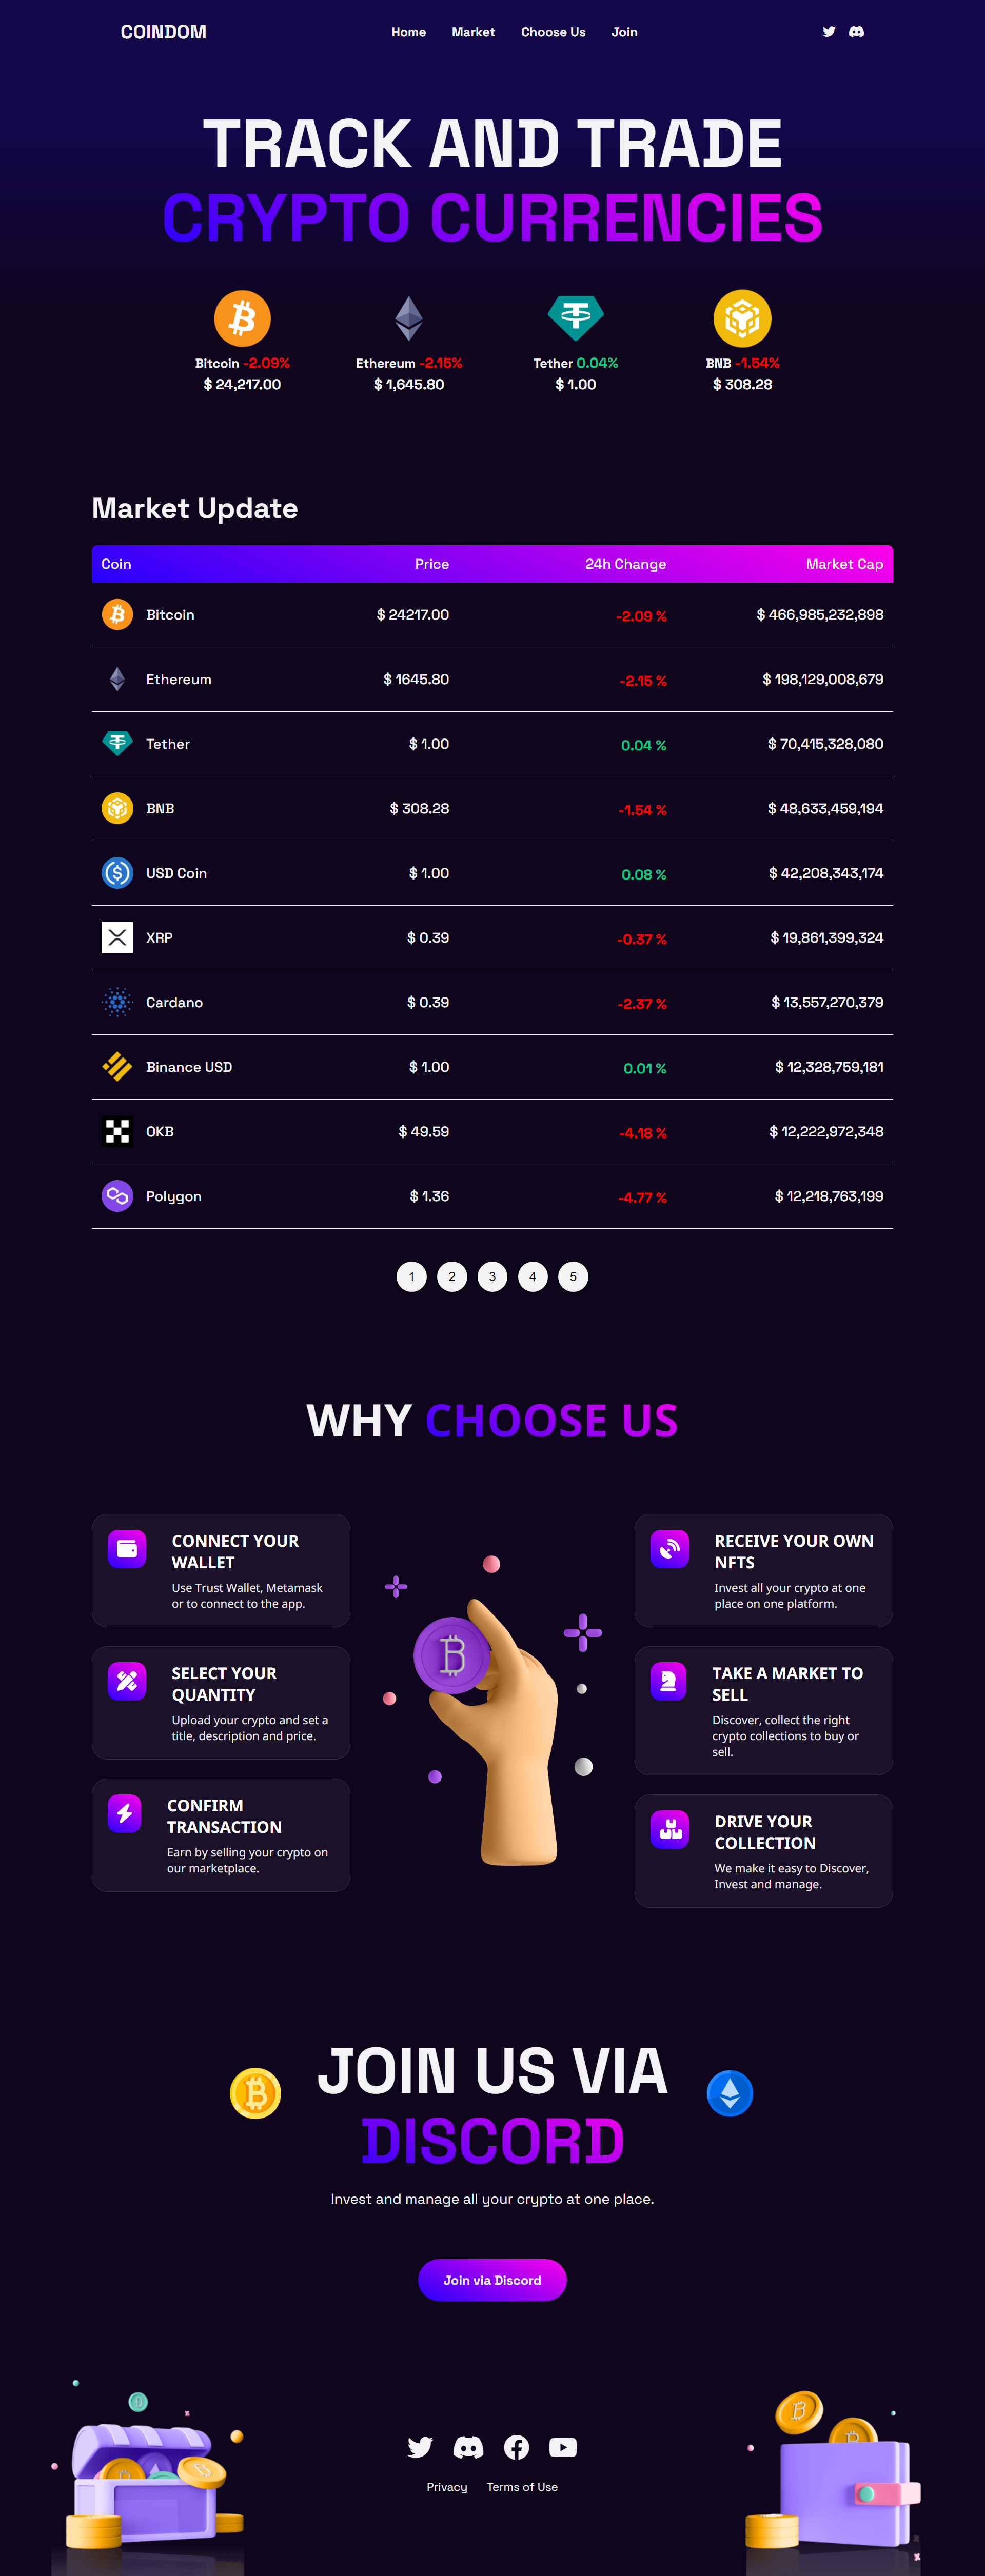 COINDOM
Home Market Choose Us Join
TRACK AND TRADE
CRYPTO CURRENCIES
Bitcoin -2.09%
$ 24,217.00
Ethereum -2.15%
$ 1,645.80
Tether 0.04%
$ 1.00
BNB -1.54%
$ 308.28
Market Update
Coin Price 24h Change Market Cap
Bitcoin $ 24217.00 -2.09 % $ 466,985,232,898
Ethereum $ 1645.80 -2.15 % $ 198,129,008,679
Tether $ 1.00 0.04 % $ 70,415,328,080
BNB $ 308.28 -1.54 % $ 48,633,459,194
USD Coin $ 1.00 0.08 % $ 42,208,343,174
XRP $ 0.39 -0.37 % $ 19,861,399,324
Cardano $ 0.39 -2.37 % $ 13,557,270,379
Binance USD $ 1.00 0.01 % $ 12,328,759,181
OKB $ 49.59 -4.18 % $ 12,222,972,348
Polygon $ 1.36 -4.77 % $ 12,218,763,199
1 2 3 4 5
WHY CHOOSE US
CONNECT YOUR
WALLET
Use Trust Wallet, Metamask
or to connect to the app.
SELECT YOUR
QUANTITY
Upload your crypto and set a
title, description and price.
CONFIRM
TRANSACTION
Earn by selling your crypto on
our marketplace.
RECEIVE YOUR OWN
NFTS
Invest all your crypto at one
place on one platform.
TAKE A MARKET TO
SELL
Discover, collect the right
crypto collections to buy or
sell.
DRIVE YOUR
COLLECTION
We make it easy to Discover,
Invest and manage.
JOIN US VIA
DISCORD
Invest and manage all your crypto at one place.
Join via Discord
Privacy Terms of Use